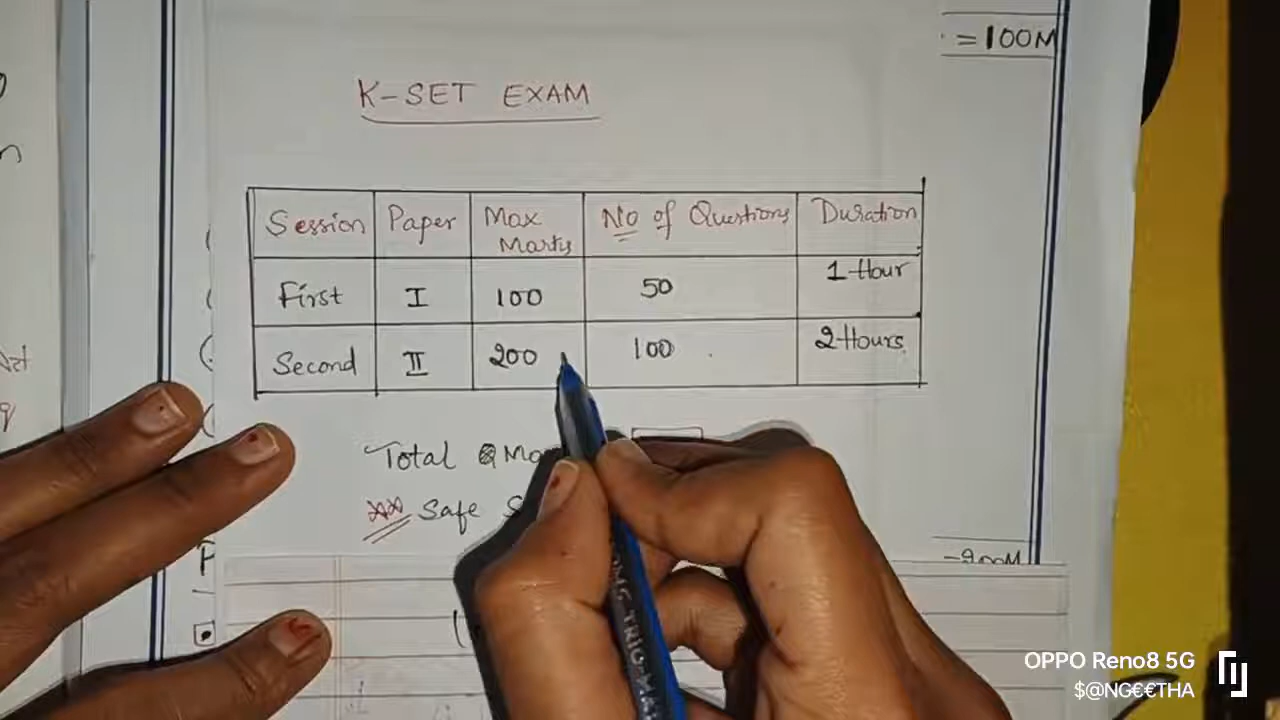 = 100M
K-SET EXAM
Session Paper Max Marks No of Questions Duration
First I 100 50 1-Hour
Second II 200 100 2-Hours
Total
** Safe
OPPO Reno8 5G
$@NG€€THA